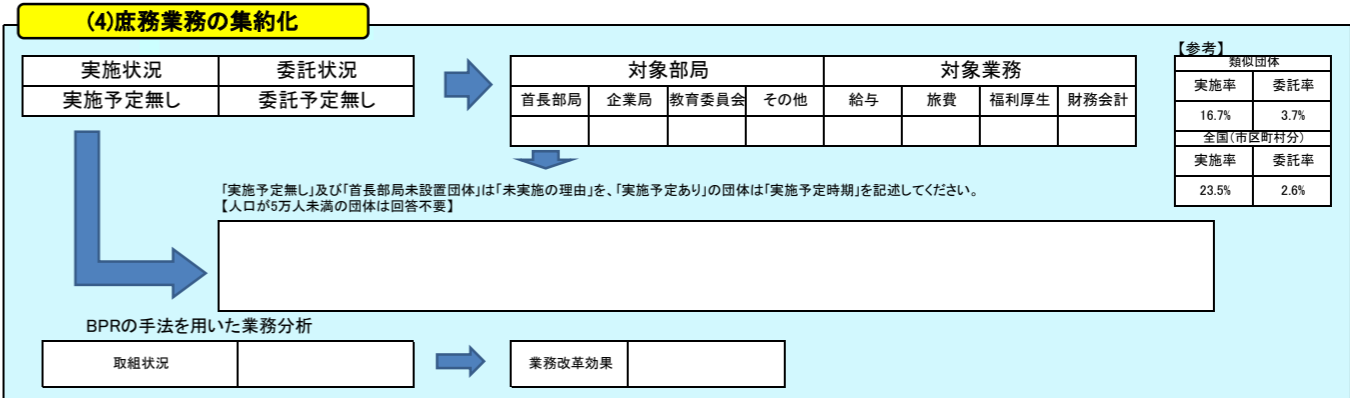 (4)庶務業務の集約化
実施状況 委託状況
実施予定無し 委託予定無し
対象部局 対象業務
首長部局 企業局 教育委員会 その他 給与 旅費 福利厚生 財務会計
【参考】
類似団体
実施率 委託率
16.7% 3.7%
全国(市区町村分)
実施率 委託率
23.5% 2.6%
「実施予定無し」及び「首長部局未設置団体」は「未実施の理由」を、「実施予定あり」の団体は「実施予定時期」を記述してください。
【人口が5万人未満の団体は回答不要】
BPRの手法を用いた業務分析
取組状況
業務改革効果